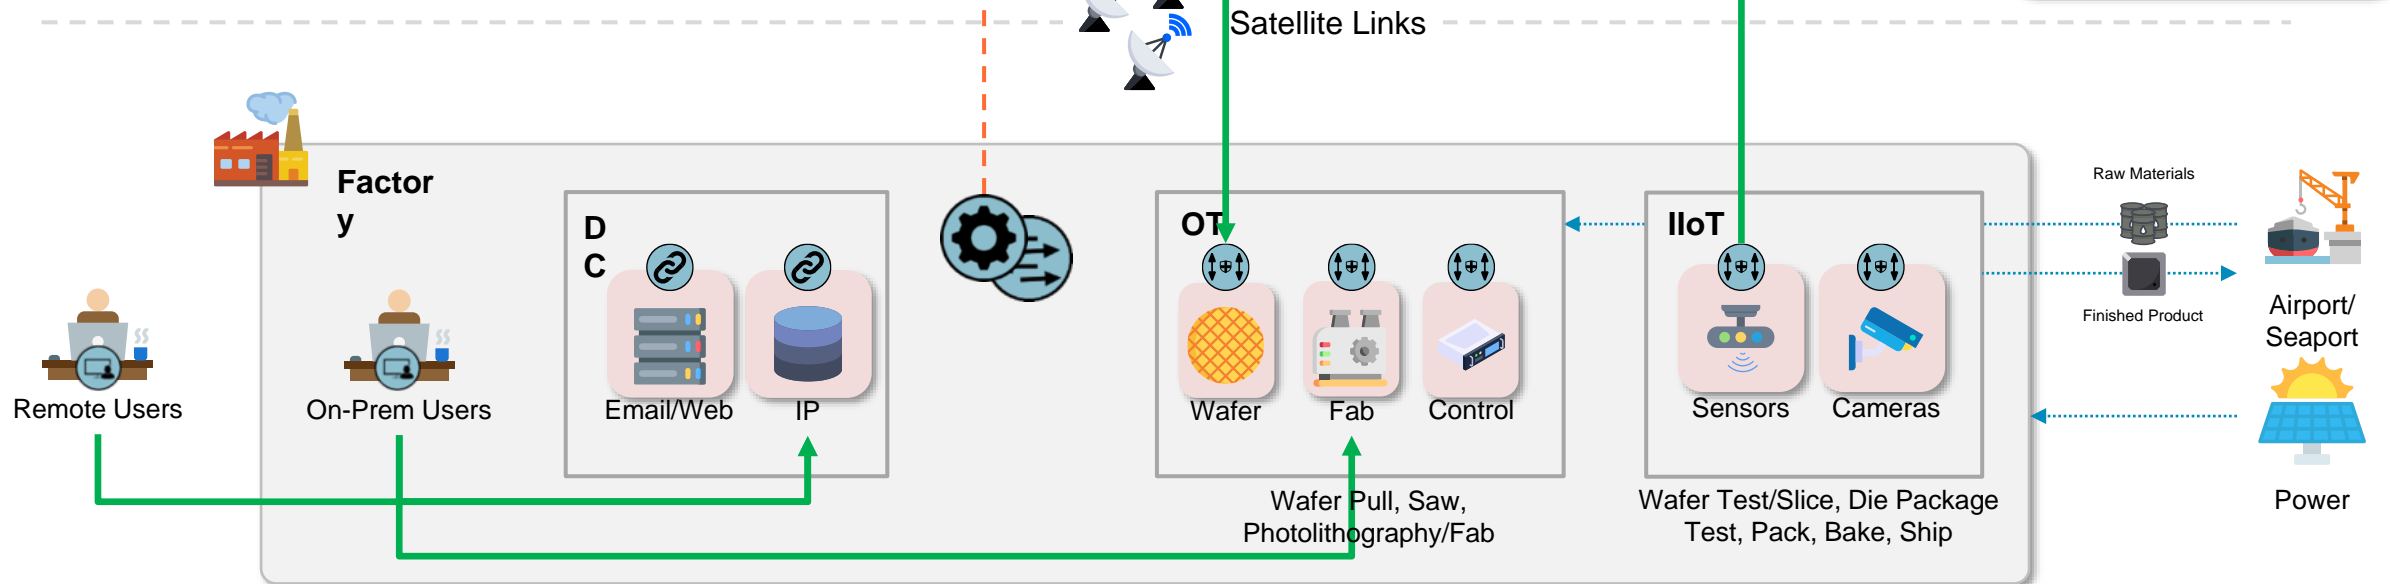 Satellite Links
Factor
y
D
C
OT
IIoT
Raw Materials
Finished Product
Airport/
Seaport
Remote Users
On-Prem Users
Email/Web
IP
Wafer
Fab
Control
Sensors
Cameras
Wafer Pull, Saw,
Photolithography/Fab
Wafer Test/Slice, Die Package
Test, Pack, Bake, Ship
Power